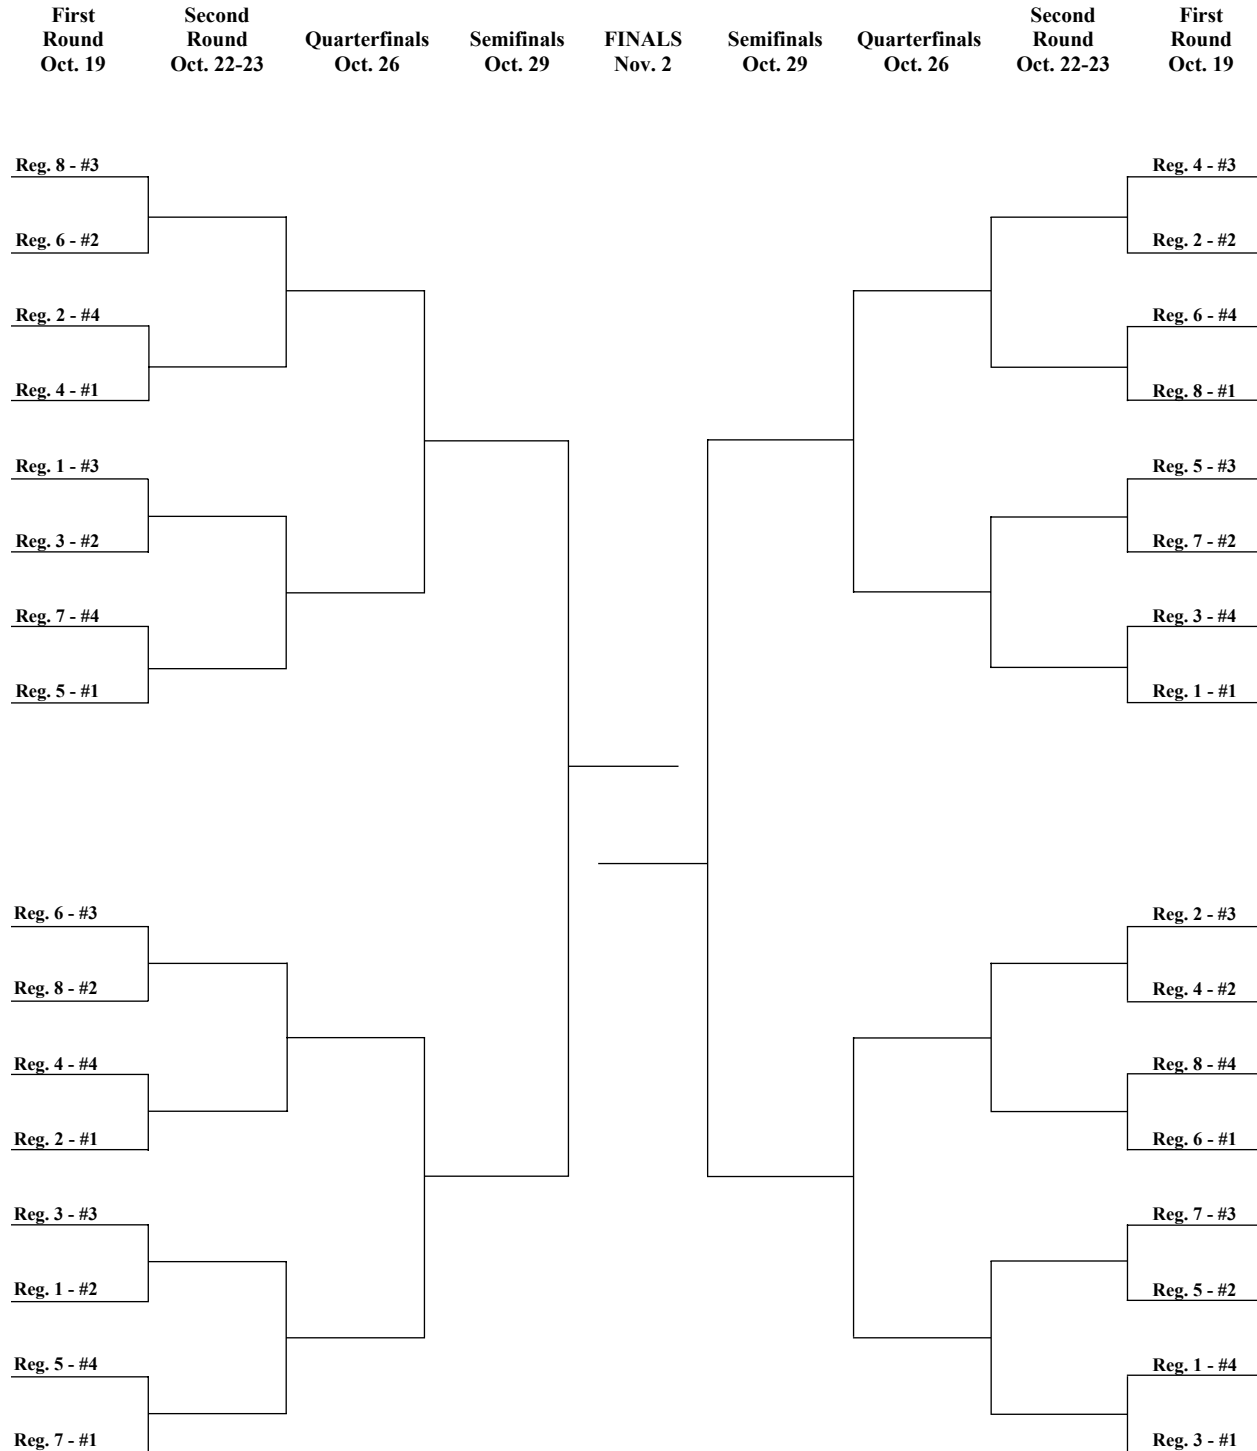 First
Round
Oct. 19
Second
Round
Oct. 22-23
Quarterfinals
Oct. 26
Semifinals
Oct. 29
FINALS
Nov. 2
Semifinals
Oct. 29
Quarterfinals
Oct. 26
Second
Round
Oct. 22-23
First
Round
Oct. 19
Reg. 8 - #3
Reg. 6 - #2
Reg. 2 - #4
Reg. 4 - #1
Reg. 1 - #3
Reg. 3 - #2
Reg. 7 - #4
Reg. 5 - #1
Reg. 6 - #3
Reg. 8 - #2
Reg. 4 - #4
Reg. 2 - #1
Reg. 3 - #3
Reg. 1 - #2
Reg. 5 - #4
Reg. 7 - #1
Reg. 4 - #3
Reg. 2 - #2
Reg. 6 - #4
Reg. 8 - #1
Reg. 5 - #3
Reg. 7 - #2
Reg. 3 - #4
Reg. 1 - #1
Reg. 2 - #3
Reg. 4 - #2
Reg. 8 - #4
Reg. 6 - #1
Reg. 7 - #3
Reg. 5 - #2
Reg. 1 - #4
Reg. 3 - #1